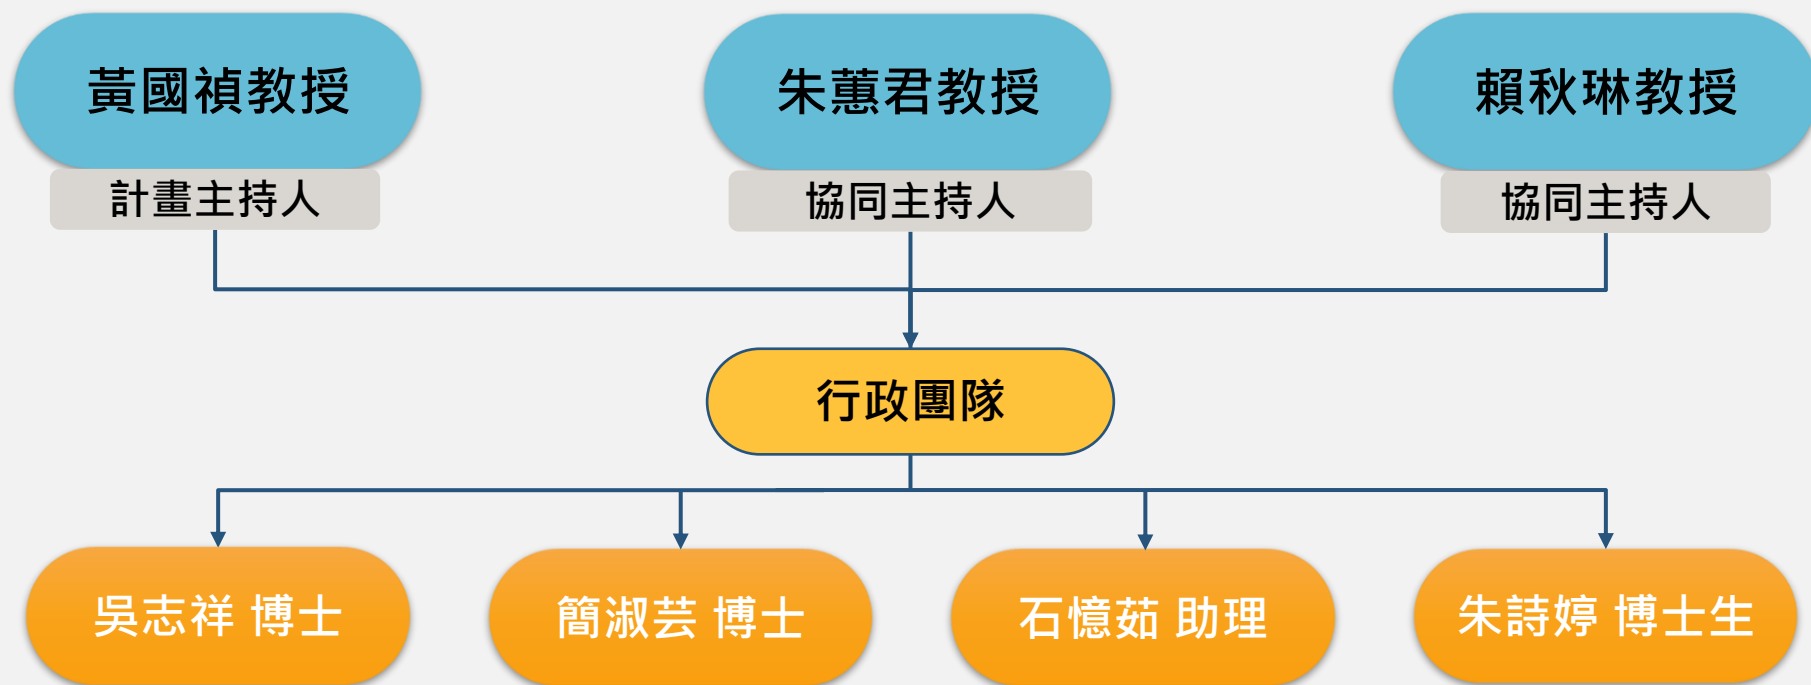 黃國禎教授
朱蕙君教授
賴秋琳教授
計畫主持人
協同主持人
協同主持人
行政團隊
吳志祥 博士
簡淑芸 博士
石憶茹 助理
朱詩婷 博士生